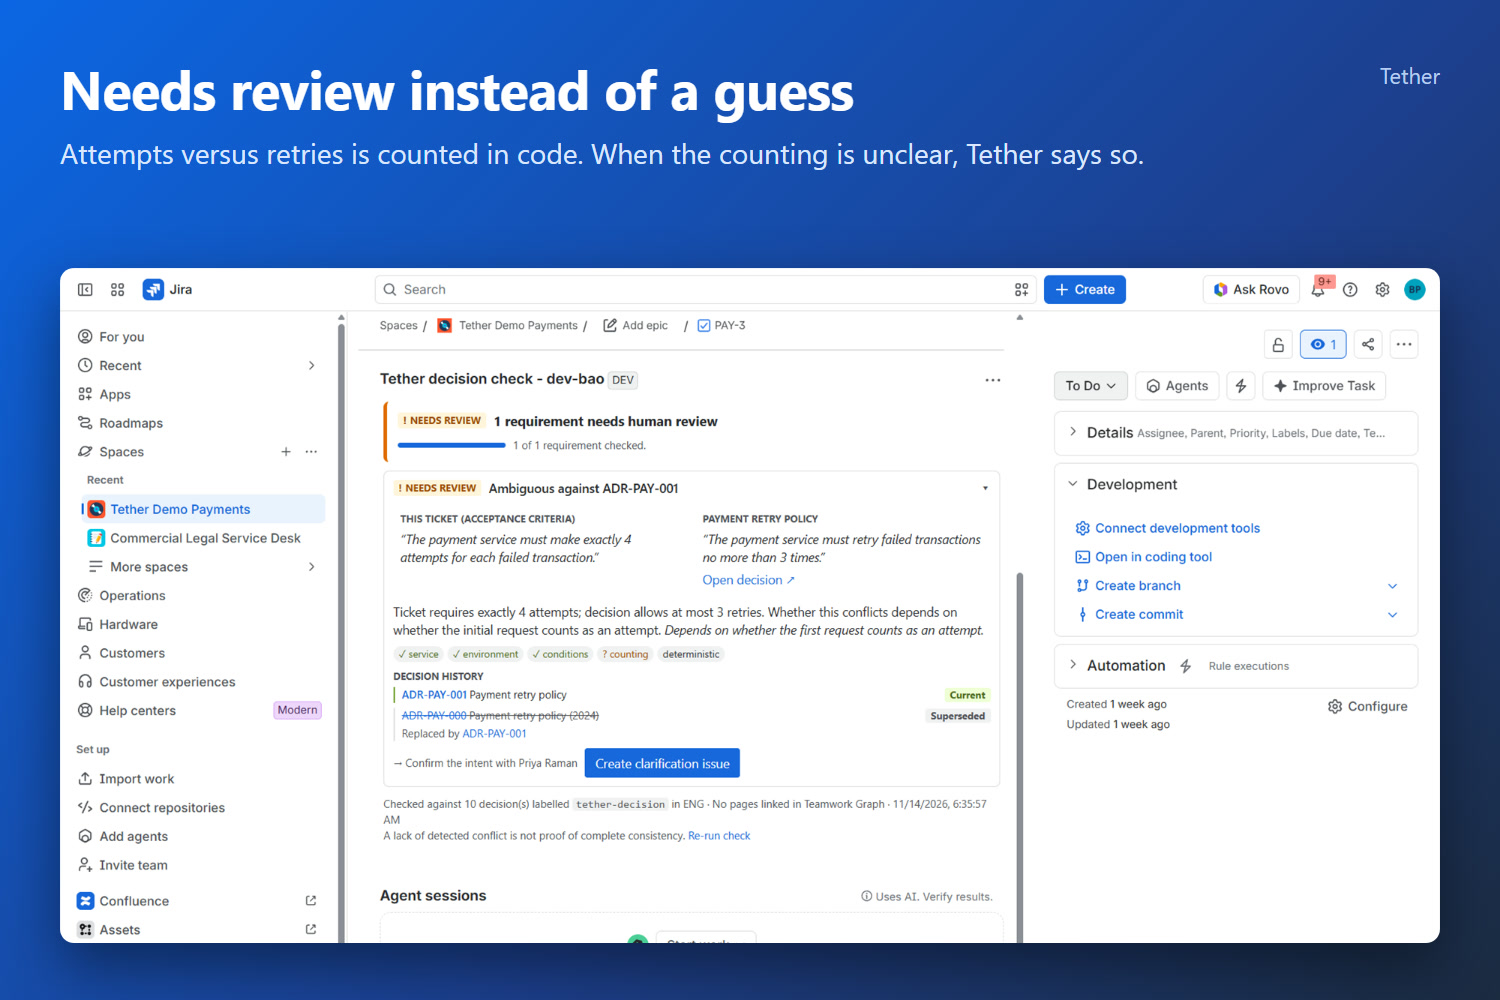 Needs review instead of a guess
Tether
Attempts versus retries is counted in code. When the counting is unclear, Tether says so.
Jira
Search
+ Create
Ask Rovo
9+
BP
For you
Recent
Apps
Roadmaps
Spaces
Recent
Tether Demo Payments
Commercial Legal Service Desk
More spaces
Operations
Hardware
Customers
Customer experiences
Help centers
Modern
Set up
Import work
Connect repositories
Add agents
Invite team
Confluence
Assets
Spaces / Tether Demo Payments / Add epic / PAY-3
Tether decision check - dev-bao DEV
! NEEDS REVIEW 1 requirement needs human review
1 of 1 requirement checked.
! NEEDS REVIEW Ambiguous against ADR-PAY-001
THIS TICKET (ACCEPTANCE CRITERIA)
“The payment service must make exactly 4
attempts for each failed transaction.”
PAYMENT RETRY POLICY
“The payment service must retry failed transactions
no more than 3 times.”
Open decision ↗
Ticket requires exactly 4 attempts; decision allows at most 3 retries. Whether this conflicts depends on
whether the initial request counts as an attempt. Depends on whether the first request counts as an attempt.
✓ service ✓ environment ✓ conditions ? counting deterministic
DECISION HISTORY
ADR-PAY-001 Payment retry policy Current
ADR-PAY-000 Payment retry policy (2024) Superseded
Replaced by ADR-PAY-001
→ Confirm the intent with Priya Raman Create clarification issue
Checked against 10 decision(s) labelled tether-decision in ENG · No pages linked in Teamwork Graph · 11/14/2026, 6:35:57
AM
A lack of detected conflict is not proof of complete consistency. Re-run check
Agent sessions
Uses AI. Verify results.
1
To Do
Agents
Improve Task
Details Assignee, Parent, Priority, Labels, Due date, Te...
Development
Connect development tools
Open in coding tool
Create branch
Create commit
Automation Rule executions
Created 1 week ago
Updated 1 week ago
Configure